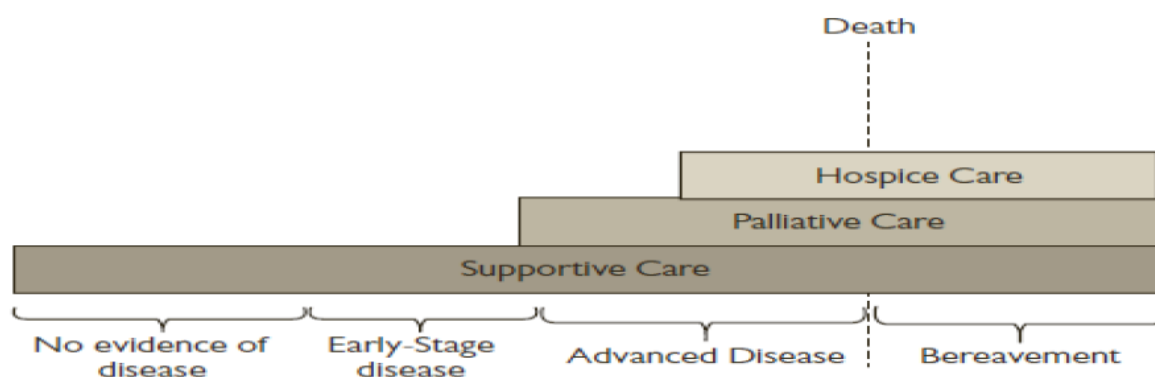 Death
Hospice Care
Palliative Care
Supportive Care
No evidence of
disease
Early-Stage
disease
Advanced Disease
Bereavement